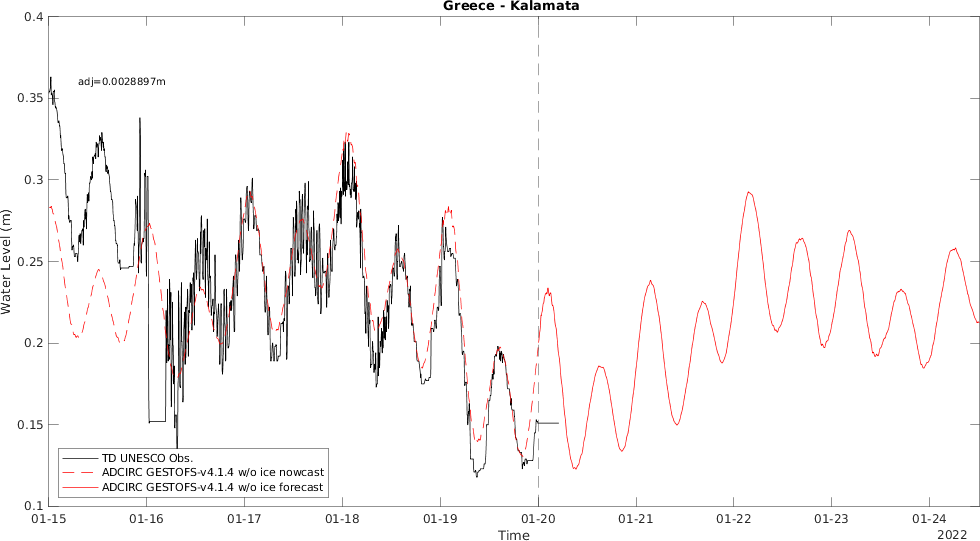 Greece - Kalamata
0.4
adj=0.0028897m
0.35
0.3
0.25
0.2
0.15
0.1
Water Level (m)
TD UNESCO Obs.
ADCIRC GESTOFS-v4.1.4 w/o ice nowcast
ADCIRC GESTOFS-v4.1.4 w/o ice forecast
01-15 01-16 01-17 01-18 01-19 01-20 01-21 01-22 01-23 01-24
Time
2022